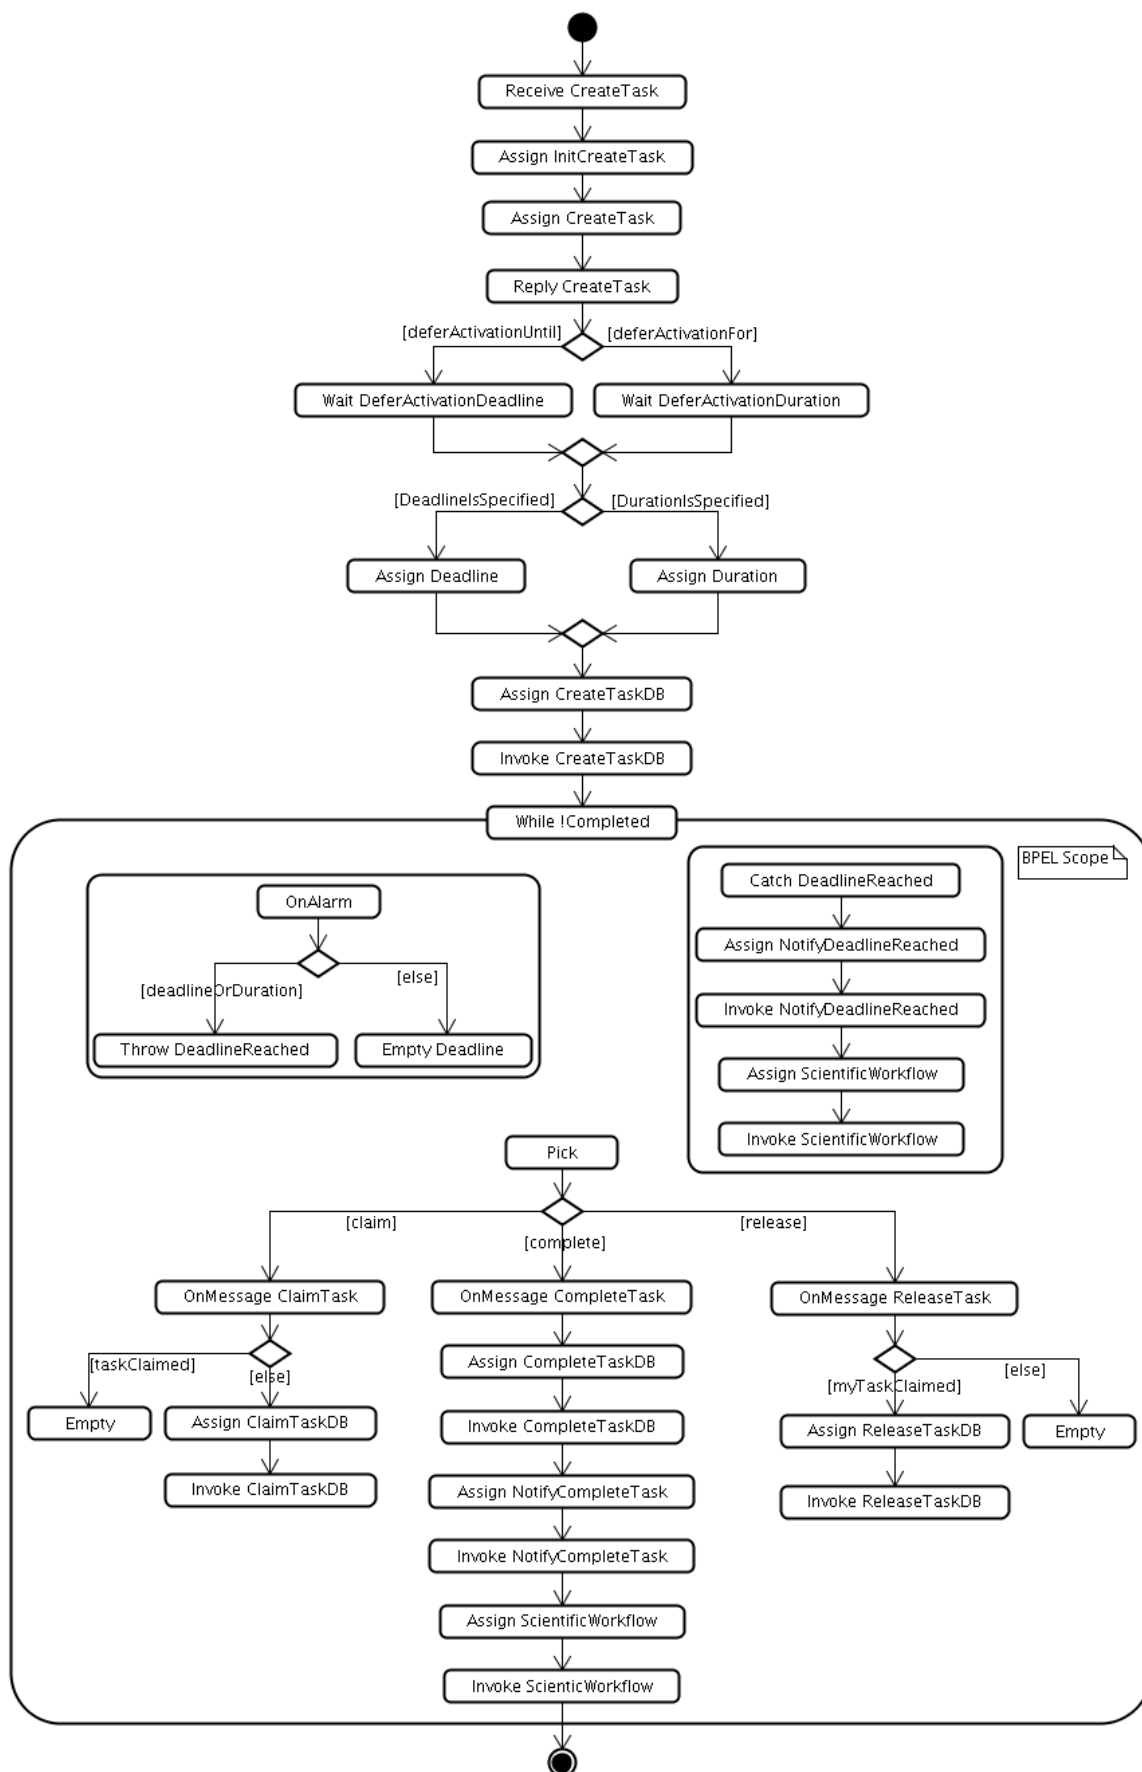 Receive CreateTask
Assign InitCreateTask
Assign CreateTask
Reply CreateTask
[deferActivationUntil]
[deferActivationFor]
Wait DeferActivationDeadline
Wait DeferActivationDuration
[DeadlineIsSpecified]
[DurationIsSpecified]
Assign Deadline
Assign Duration
Assign CreateTaskDB
Invoke CreateTaskDB
While !Completed
BPEL Scope
OnAlarm
[deadlineOrDuration]
[else]
Throw DeadlineReached
Empty Deadline
Catch DeadlineReached
Assign NotifyDeadlineReached
Invoke NotifyDeadlineReached
Assign ScientificWorkflow
Invoke ScientificWorkflow
Pick
[claim]
[complete]
[release]
OnMessage ClaimTask
[taskClaimed]
[else]
Empty
Assign ClaimTaskDB
Invoke ClaimTaskDB
OnMessage CompleteTask
Assign CompleteTaskDB
Invoke CompleteTaskDB
Assign NotifyCompleteTask
Invoke NotifyCompleteTask
Assign ScientificWorkflow
Invoke ScienticWorkflow
OnMessage ReleaseTask
[myTaskClaimed]
[else]
Assign ReleaseTaskDB
Empty
Invoke ReleaseTaskDB